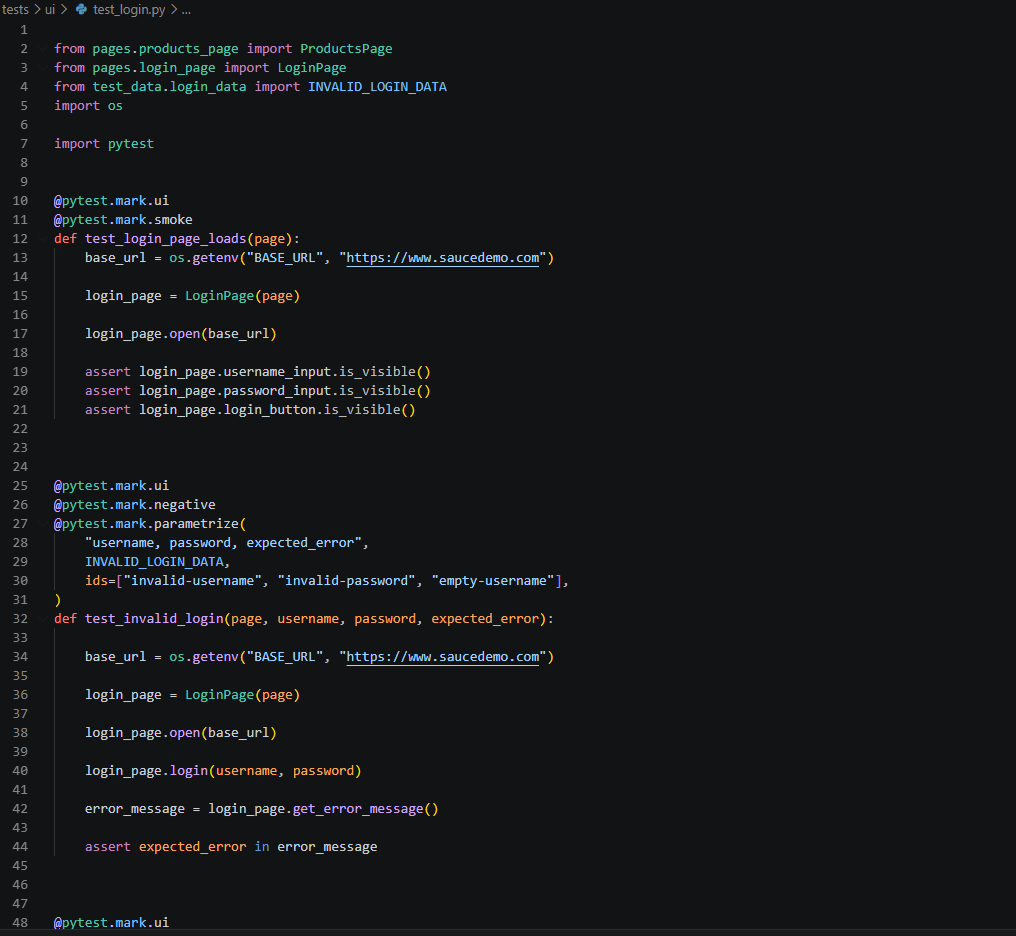 tests > ui > test_login.py > ...
1
2 from pages.products_page import ProductsPage
3 from pages.login_page import LoginPage
4 from test_data.login_data import INVALID_LOGIN_DATA
5 import os
6
7 import pytest
8
9
10 @pytest.mark.ui
11 @pytest.mark.smoke
12 def test_login_page_loads(page):
13     base_url = os.getenv("BASE_URL", "https://www.saucedemo.com")
14
15     login_page = LoginPage(page)
16
17     login_page.open(base_url)
18
19     assert login_page.username_input.is_visible()
20     assert login_page.password_input.is_visible()
21     assert login_page.login_button.is_visible()
22
23
24
25 @pytest.mark.ui
26 @pytest.mark.negative
27 @pytest.mark.parametrize(
28     "username, password, expected_error",
29     INVALID_LOGIN_DATA,
30     ids=["invalid-username", "invalid-password", "empty-username"],
31 )
32 def test_invalid_login(page, username, password, expected_error):
33
34     base_url = os.getenv("BASE_URL", "https://www.saucedemo.com")
35
36     login_page = LoginPage(page)
37
38     login_page.open(base_url)
39
40     login_page.login(username, password)
41
42     error_message = login_page.get_error_message()
43
44     assert expected_error in error_message
45
46
47
48 @pytest.mark.ui